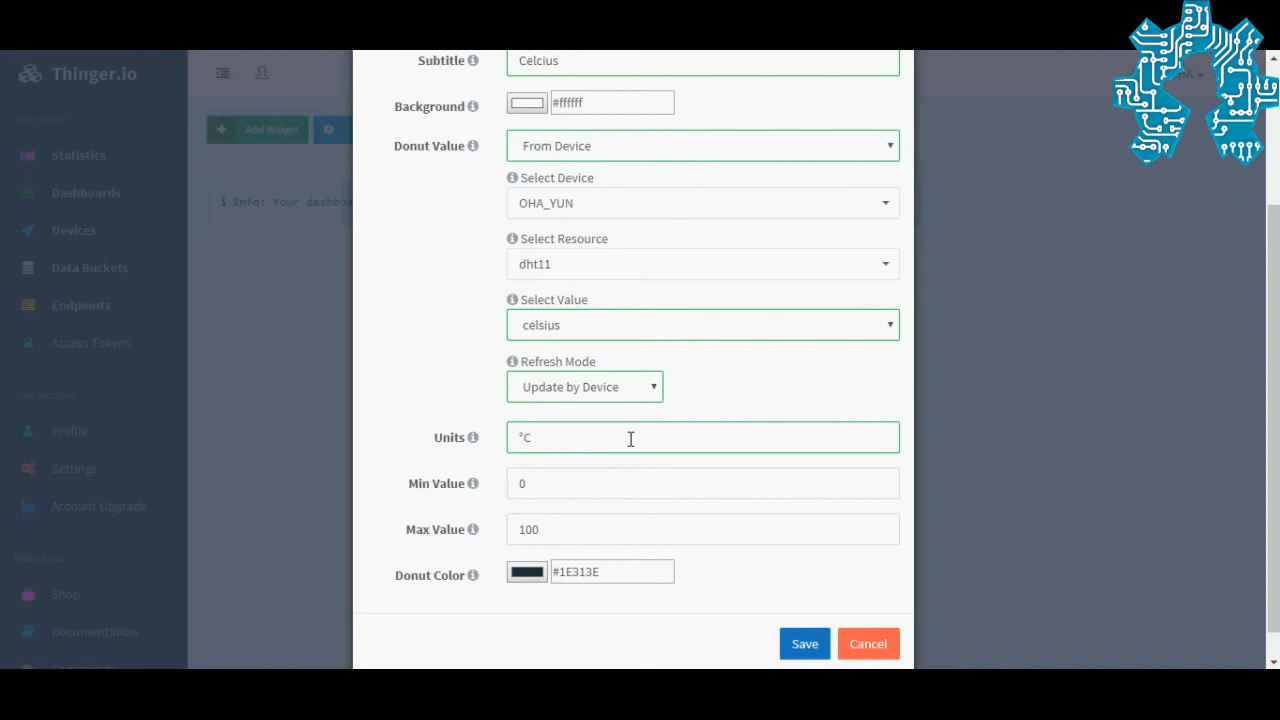 Thinger.io
Statistics
Dashboards
Devices
Data Buckets
Endpoints
Access Tokens
Profile
Settings
Account Upgrade
Shop
Documentation
Add Widget
Info: Your dashbo
Subtitle
Celcius
Background
#ffffff
Donut Value
From Device
Select Device
OHA_YUN
Select Resource
dht11
Select Value
celsius
Refresh Mode
Update by Device
Units
°C
Min Value
0
Max Value
100
Donut Color
#1E313E
Save
Cancel